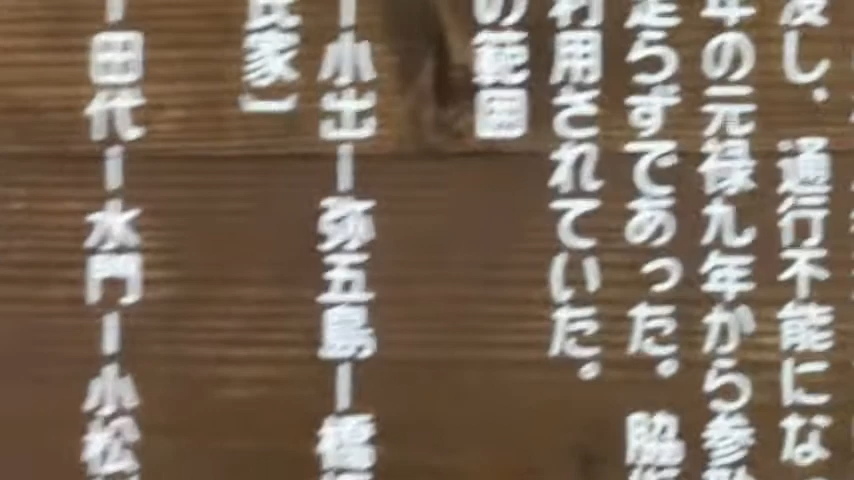 し、通行不能にな
年の元禄九年から参
らずであった。脇
利用されていた。
の範囲
ー小出ー弥五島ー
民家】
ー田代ー水門ー小松